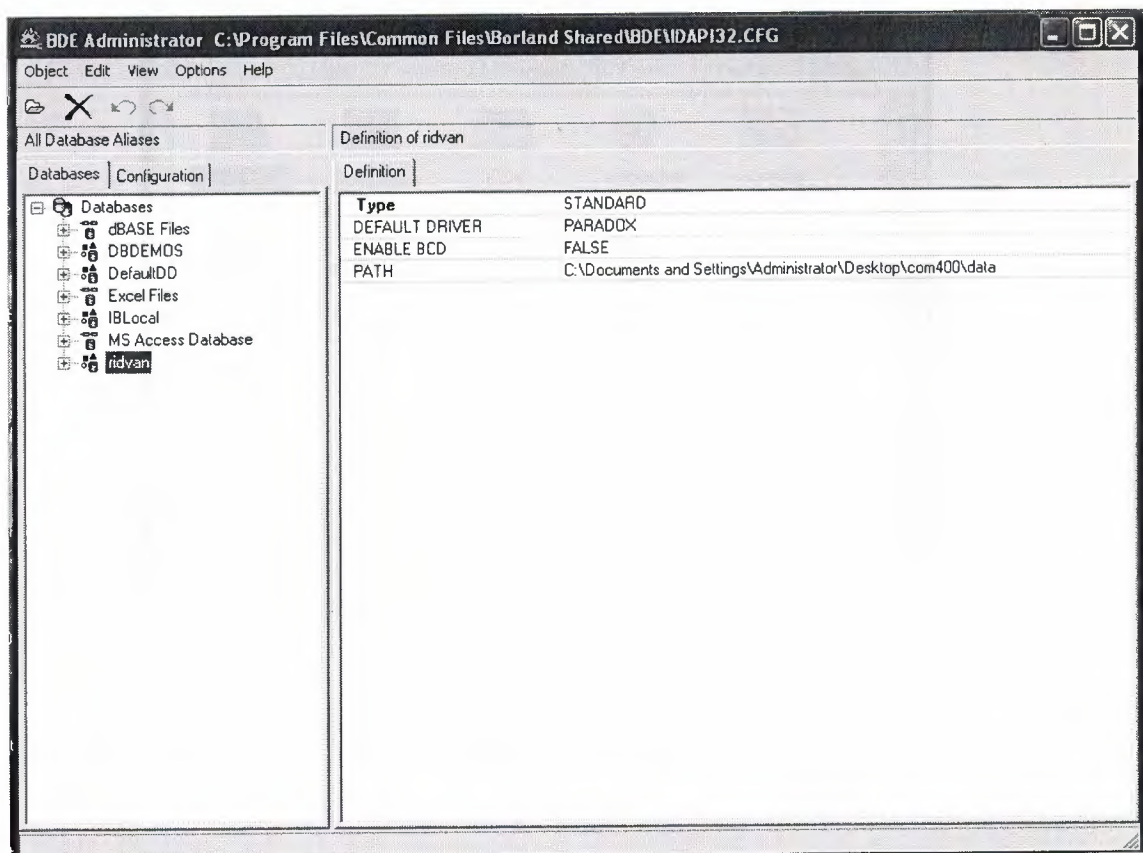 BDE Administrator C:\Program Files\Common Files\Borland Shared\BDE\IDAPI32.CFG
Object Edit View Options Help
All Database Aliases
Definition of ridvan
Databases Configuration
Definition
Databases
dBASE Files
DBDEMOS
DefaultDD
Excel Files
IBLocal
MS Access Database
ridvan
Type STANDARD
DEFAULT DRIVER PARADOX
ENABLE BCD FALSE
PATH C:\Documents and Settings\Administrator\Desktop\com400\data